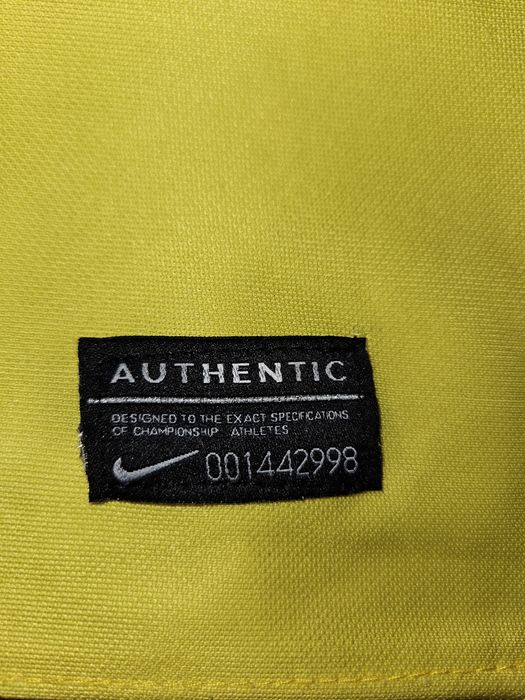 AUTHENTIC
DESIGNED TO THE EXACT SPECIFICATIONS
OF CHAMPIONSHIP ATHLETES
001442998